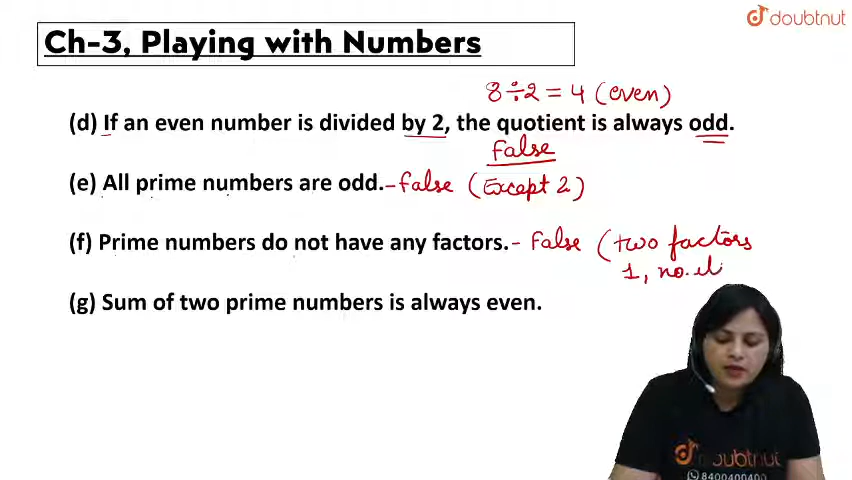 doubtnut
Ch-3, Playing with Numbers
8÷2 = 4 (even)
(d) If an even number is divided by 2, the quotient is always odd.
False
(e) All prime numbers are odd. - False (Except 2)
(f) Prime numbers do not have any factors. - False (two factors
1, no.
(g) Sum of two prime numbers is always even.
doubtnut
8400400400